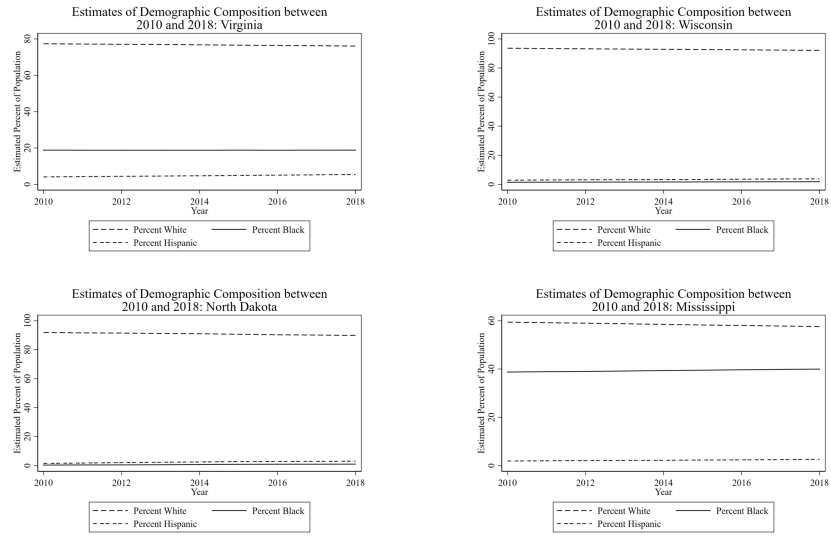 Estimates of Demographic Composition between
2010 and 2018: Virginia
Estimated Percent of Population
80
60
40
20
0
2010 2012 2014 2016 2018
Year
Percent White Percent Black
Percent Hispanic
Estimates of Demographic Composition between
2010 and 2018: Wisconsin
Estimated Percent of Population
100
80
60
40
20
0
2010 2012 2014 2016 2018
Year
Percent White Percent Black
Percent Hispanic
Estimates of Demographic Composition between
2010 and 2018: North Dakota
Estimated Percent of Population
100
80
60
40
20
0
2010 2012 2014 2016 2018
Year
Percent White Percent Black
Percent Hispanic
Estimates of Demographic Composition between
2010 and 2018: Mississippi
Estimated Percent of Population
60
40
20
0
2010 2012 2014 2016 2018
Year
Percent White Percent Black
Percent Hispanic